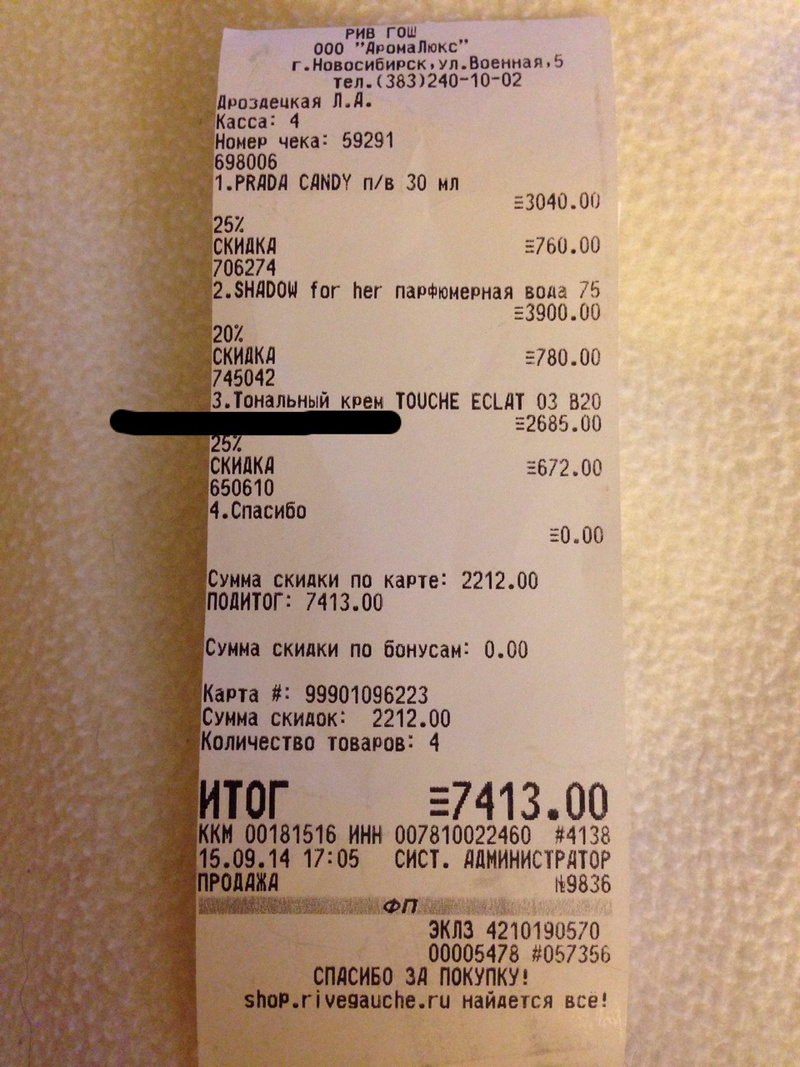 РИВ ГОШ
ООО "АромаЛюкс"
г.Новосибирск,ул.Военная,5
тел.(383)240-10-02
Дроздецкая Л.А.
Касса: 4
Номер чека: 59291
698006
1.PRADA CANDY п/в 30 мл
≡3040.00
25%
СКИДКА ≡760.00
706274
2.SHADOW for her парфюмерная вода 75
≡3900.00
20%
СКИДКА ≡780.00
745042
3.Тональный крем TOUCHE ECLAT 03 B20
≡2685.00
25%
СКИДКА ≡672.00
650610
4.Спасибо
≡0.00
Сумма скидки по карте: 2212.00
ПОДИТОГ: 7413.00
Сумма скидки по бонусам: 0.00
Карта #: 99901096223
Сумма скидок: 2212.00
Количество товаров: 4
ИТОГ ≡7413.00
ККМ 00181516 ИНН 007810022460 #4138
15.09.14 17:05 СИСТ. АДМИНИСТРАТОР
ПРОДАЖА №9836
ФП
ЭКЛЗ 4210190570
00005478 #057356
СПАСИБО ЗА ПОКУПКУ!
shop.rivegauche.ru найдется все!